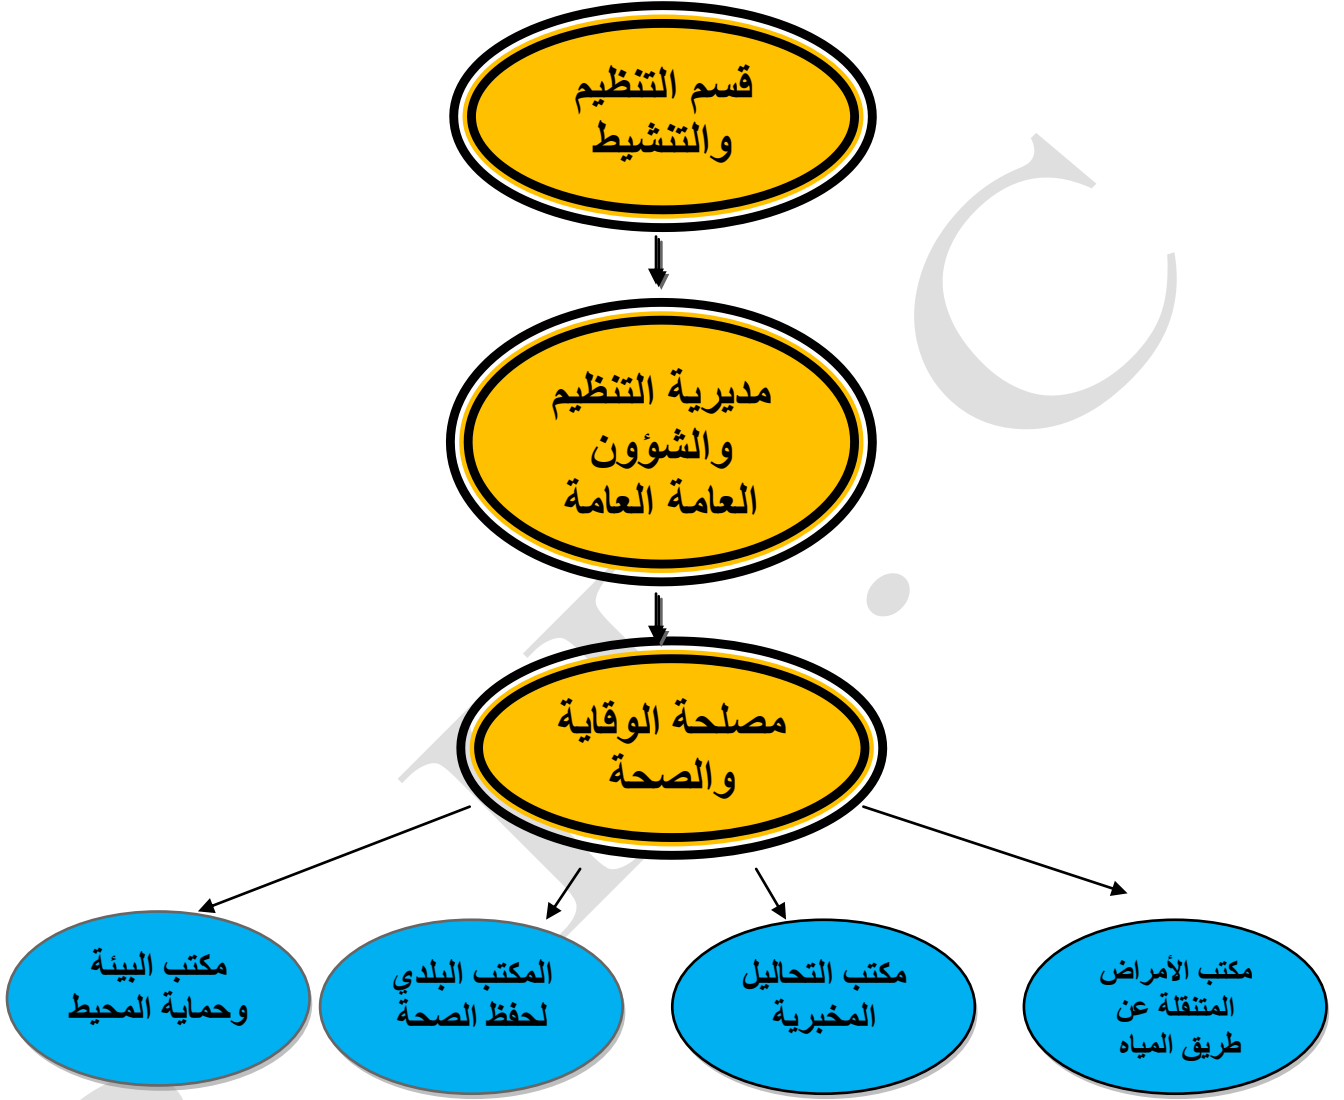 قسم التنظيم
والتنشيط
مديرية التنظيم
والشؤون
العامة العامة
مصلحة الوقاية
والصحة
مكتب الأمراض
المتنقلة عن
طريق المياه
مكتب التحاليل
المخبرية
المكتب البلدي
لحفظ الصحة
مكتب البيئة
وحماية المحيط